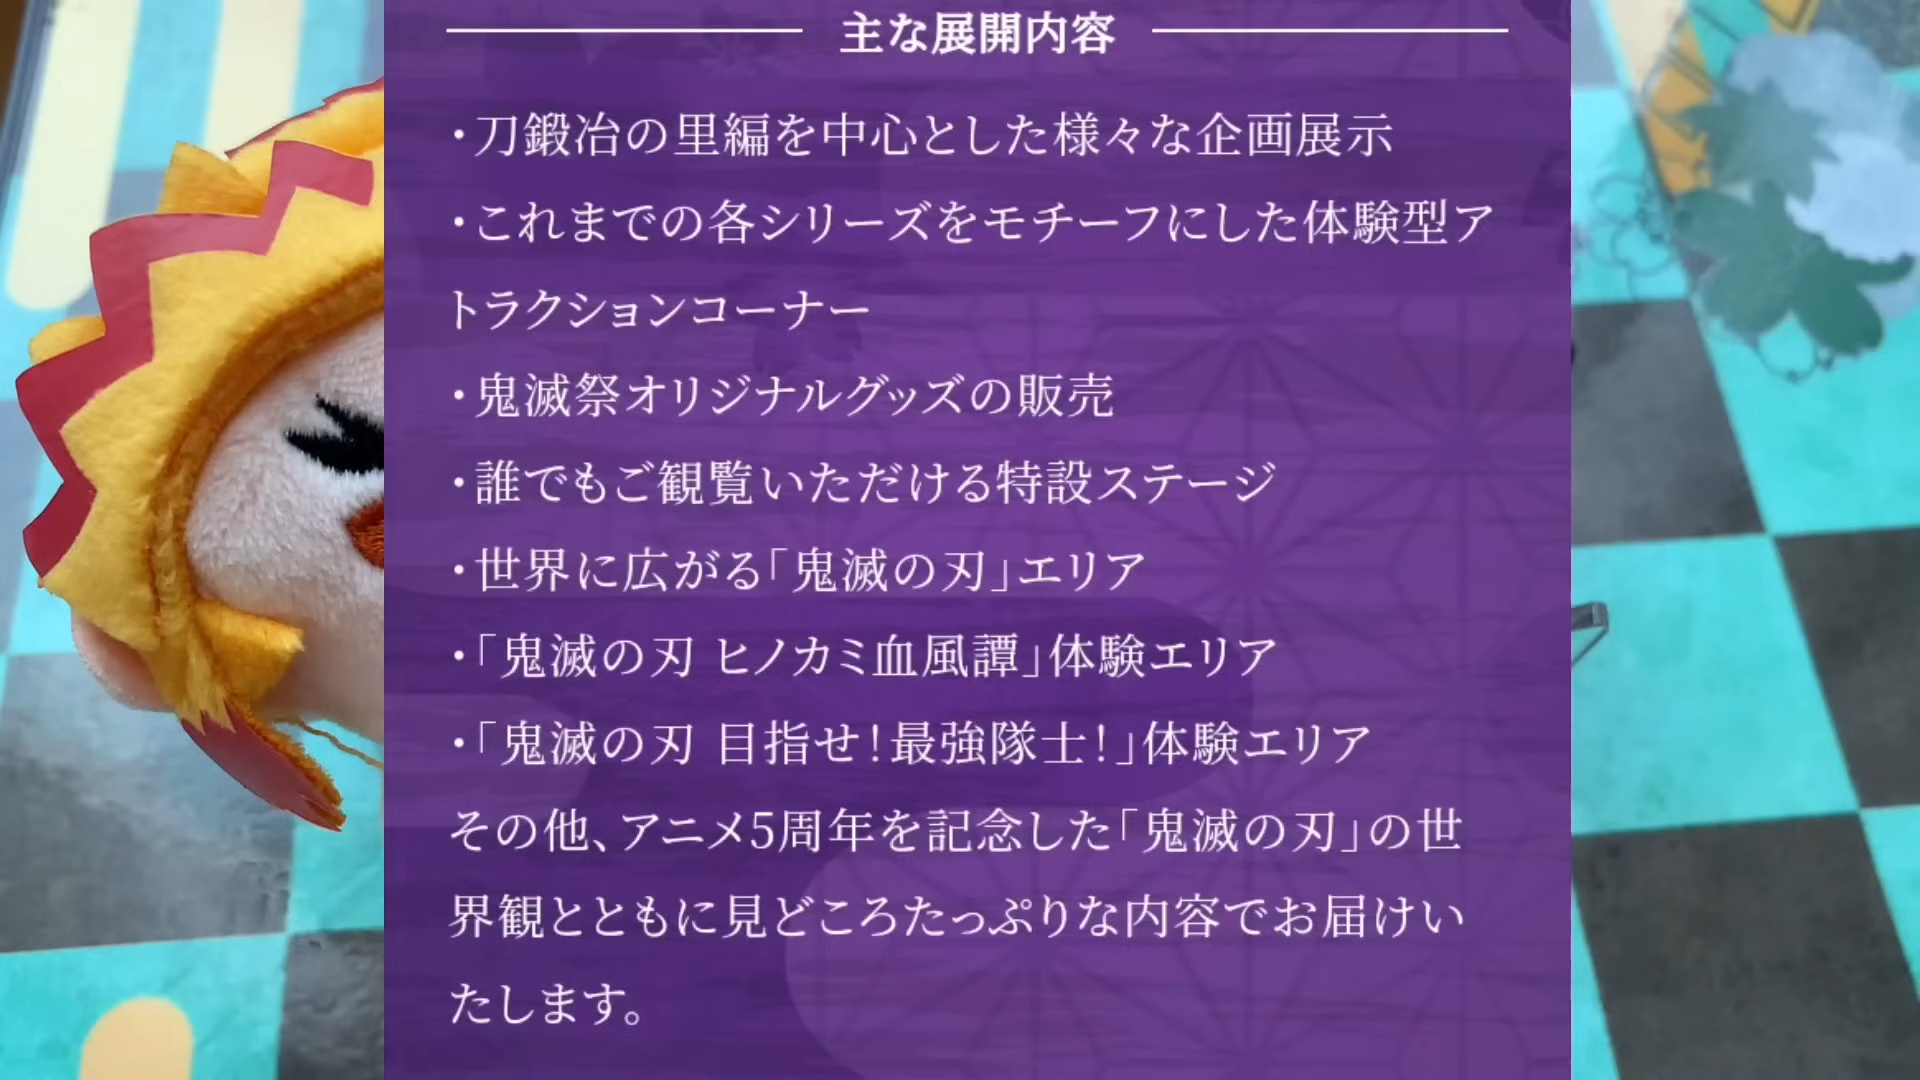 主な展開内容
・刀鍛冶の里編を中心とした様々な企画展示
・これまでの各シリーズをモチーフにした体験型ア
トラクションコーナー
・鬼滅祭オリジナルグッズの販売
・誰でもご観覧いただける特設ステージ
・世界に広がる「鬼滅の刃」エリア
・「鬼滅の刃 ヒノカミ血風譚」体験エリア
・「鬼滅の刃 目指せ！最強隊士！」体験エリア
その他、アニメ5周年を記念した「鬼滅の刃」の世
界観とともに見どころたっぷりな内容でお届けい
たします。